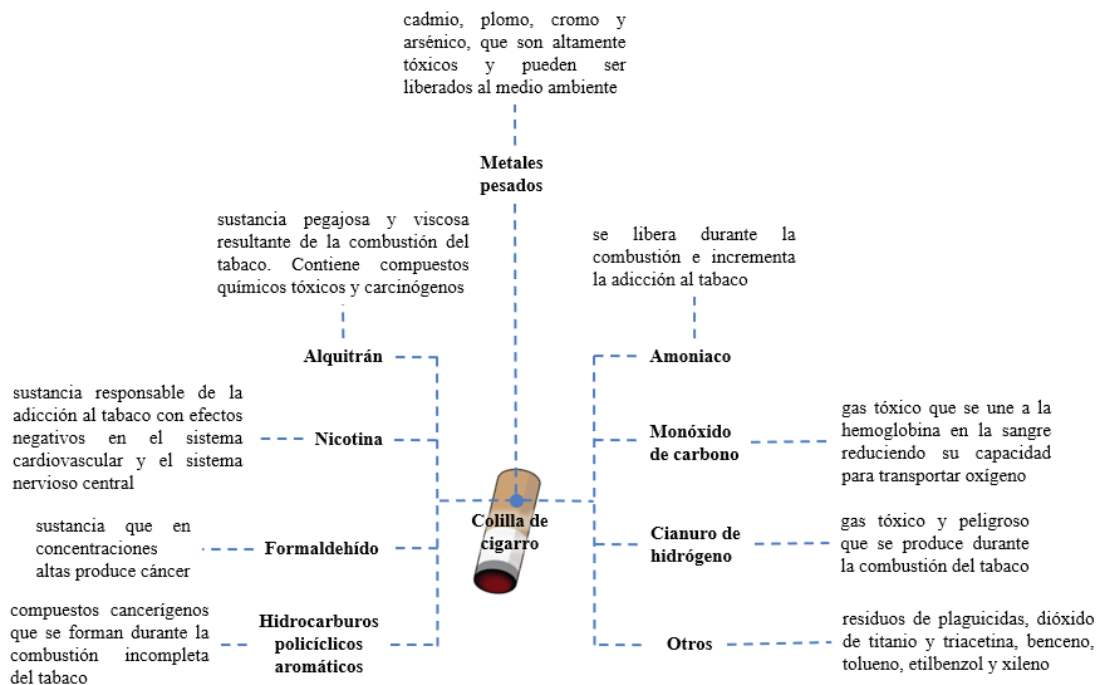 cadmio, plomo, cromo y
arsénico, que son altamente
tóxicos y pueden ser
liberados al medio ambiente
Metales
pesados
sustancia pegajosa y viscosa
resultante de la combustión del
tabaco. Contiene compuestos
químicos tóxicos y carcinógenos
Alquitrán
se libera durante la
combustión e incrementa
la adicción al tabaco
Amoniaco
sustancia responsable de la
adicción al tabaco con efectos
negativos en el sistema
cardiovascular y el sistema
nervioso central
Nicotina
Monóxido
de carbono
gas tóxico que se une a la
hemoglobina en la sangre
reduciendo su capacidad
para transportar oxígeno
Colilla de
cigarro
sustancia que en
concentraciones
altas produce cáncer
Formaldehído
Cianuro de
hidrógeno
gas tóxico y peligroso
que se produce durante
la combustión del tabaco
compuestos cancerígenos
que se forman durante la
combustión incompleta
del tabaco
Hidrocarburos
policíclicos
aromáticos
Otros
residuos de plaguicidas, dióxido
de titanio y triacetina, benceno,
tolueno, etilbenzol y xileno